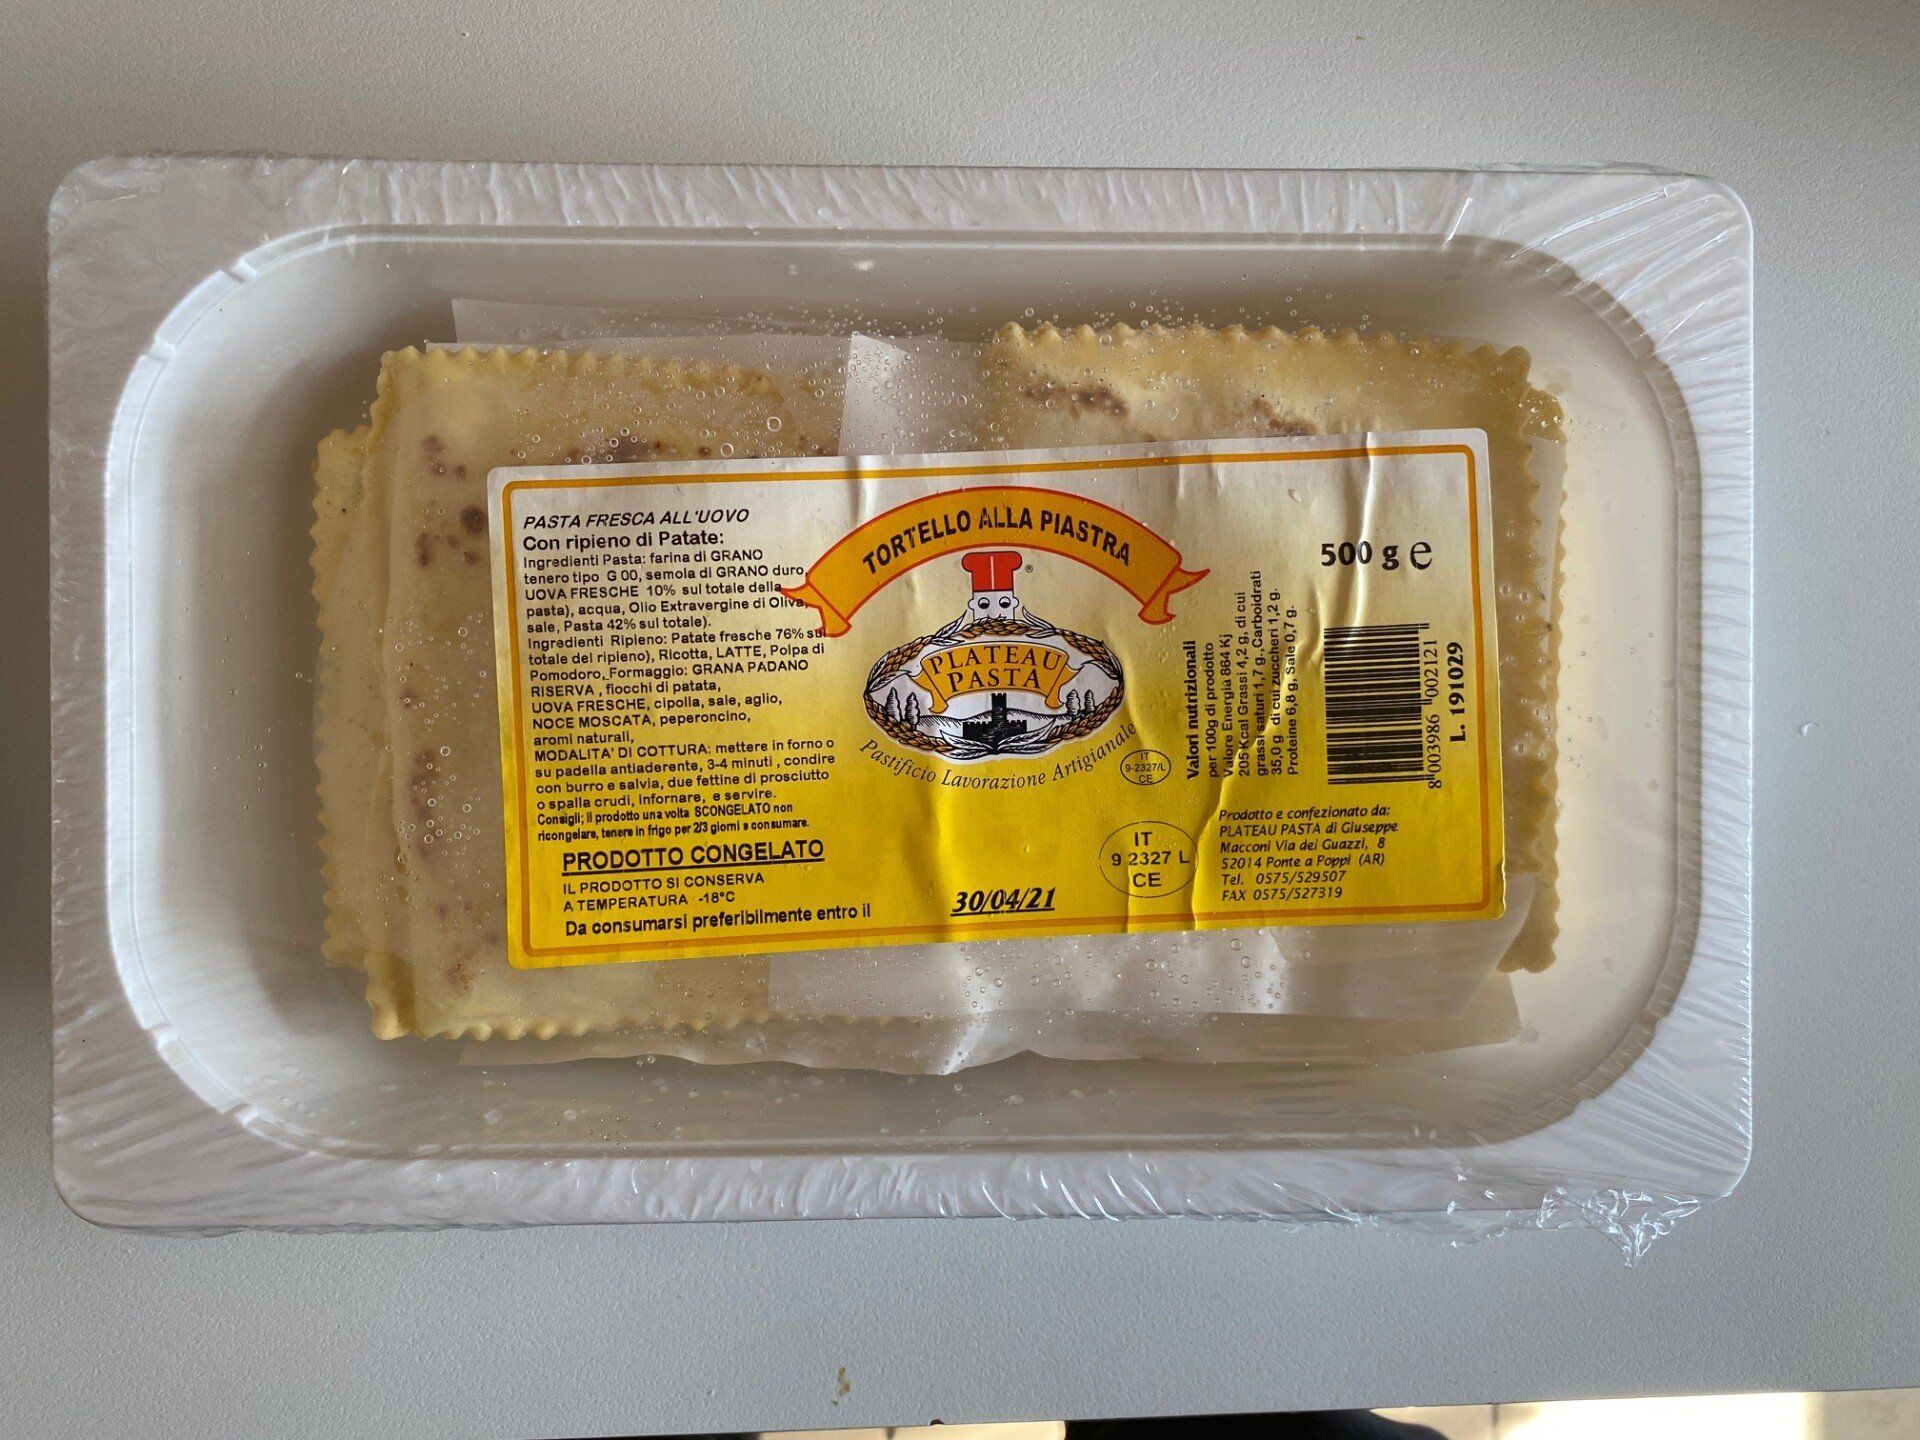 PASTA FRESCA ALL'UOVO
Con ripieno di Patate:
Ingredienti Pasta: farina di GRANO
tenero tipo G 00, semola di GRANO duro,
UOVA FRESCHE 10% sul totale della
pasta), acqua, Olio Extravergine di Oliva,
sale, Pasta 42% sul totale).
Ingredienti Ripieno: Patate fresche 76% sul
totale del ripieno), Ricotta, LATTE, Polpa di
Pomodoro, Formaggio: GRANA PADANO
RISERVA , fiocchi di patata,
UOVA FRESCHE, cipolla, sale, aglio,
NOCE MOSCATA, peperoncino,
aromi naturali,
MODALITA' DI COTTURA: mettere in forno o
su padella antiaderente, 3-4 minuti , condire
con burro e salvia, due fettine di prosciutto
o spalla crudi, infornare, e servire.
Consigli; il prodotto una volta SCONGELATO non
ricongelare, tenere in frigo per 2/3 giorni e consumare.
PRODOTTO CONGELATO
IL PRODOTTO SI CONSERVA
A TEMPERATURA -18°C
Da consumarsi preferibilmente entro il
30/04/21
TORTELLO ALLA PIASTRA
®
PLATEAU
PASTA
Pastificio Lavorazione Artigianale
IT
9-2327/L
CE
IT
9 2327 L
CE
Valori nutrizionali
per 100g di prodotto
Valore Energia 864 Kj
205 Kcal Grassi 4,2 g, di cui
grassi saturi 1,7 g., Carboidrati
35,0 g di cui zuccheri 1,2 g.
Proteine 6,8 g, Sale 0,7 g.
500 g e
8 003986 002121
L. 191029
Prodotto e confezionato da:
PLATEAU PASTA di Giuseppe
Macconi Via dei Guazzi, 8
52014 Ponte a Poppi (AR)
Tel. 0575/529507
FAX 0575/527319